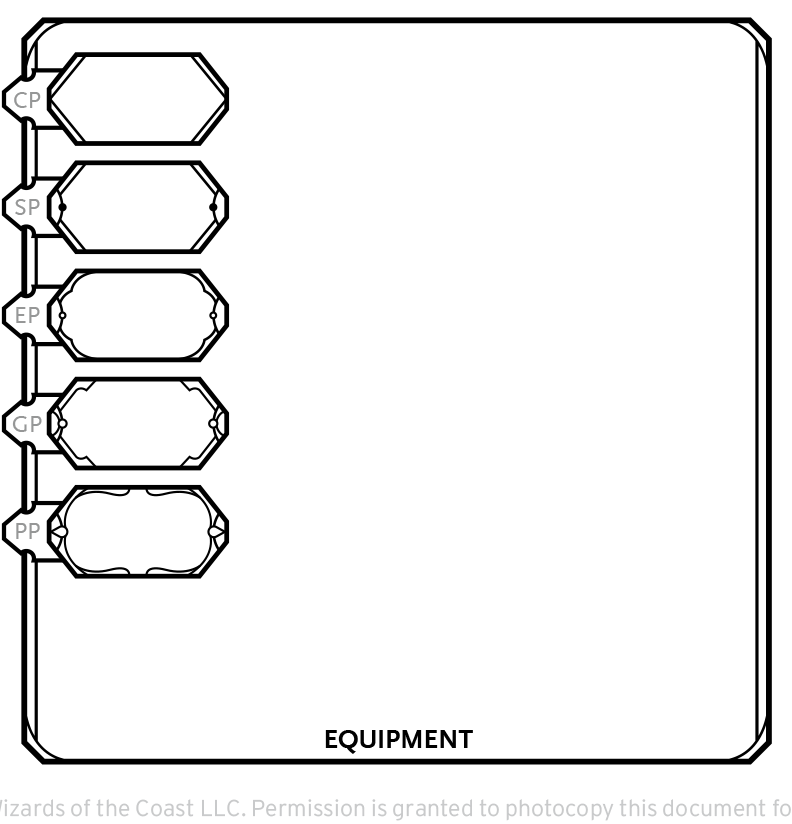 CP
SP
EP
GP
PP
EQUIPMENT
Wizards of the Coast LLC. Permission is granted to photocopy this document fo